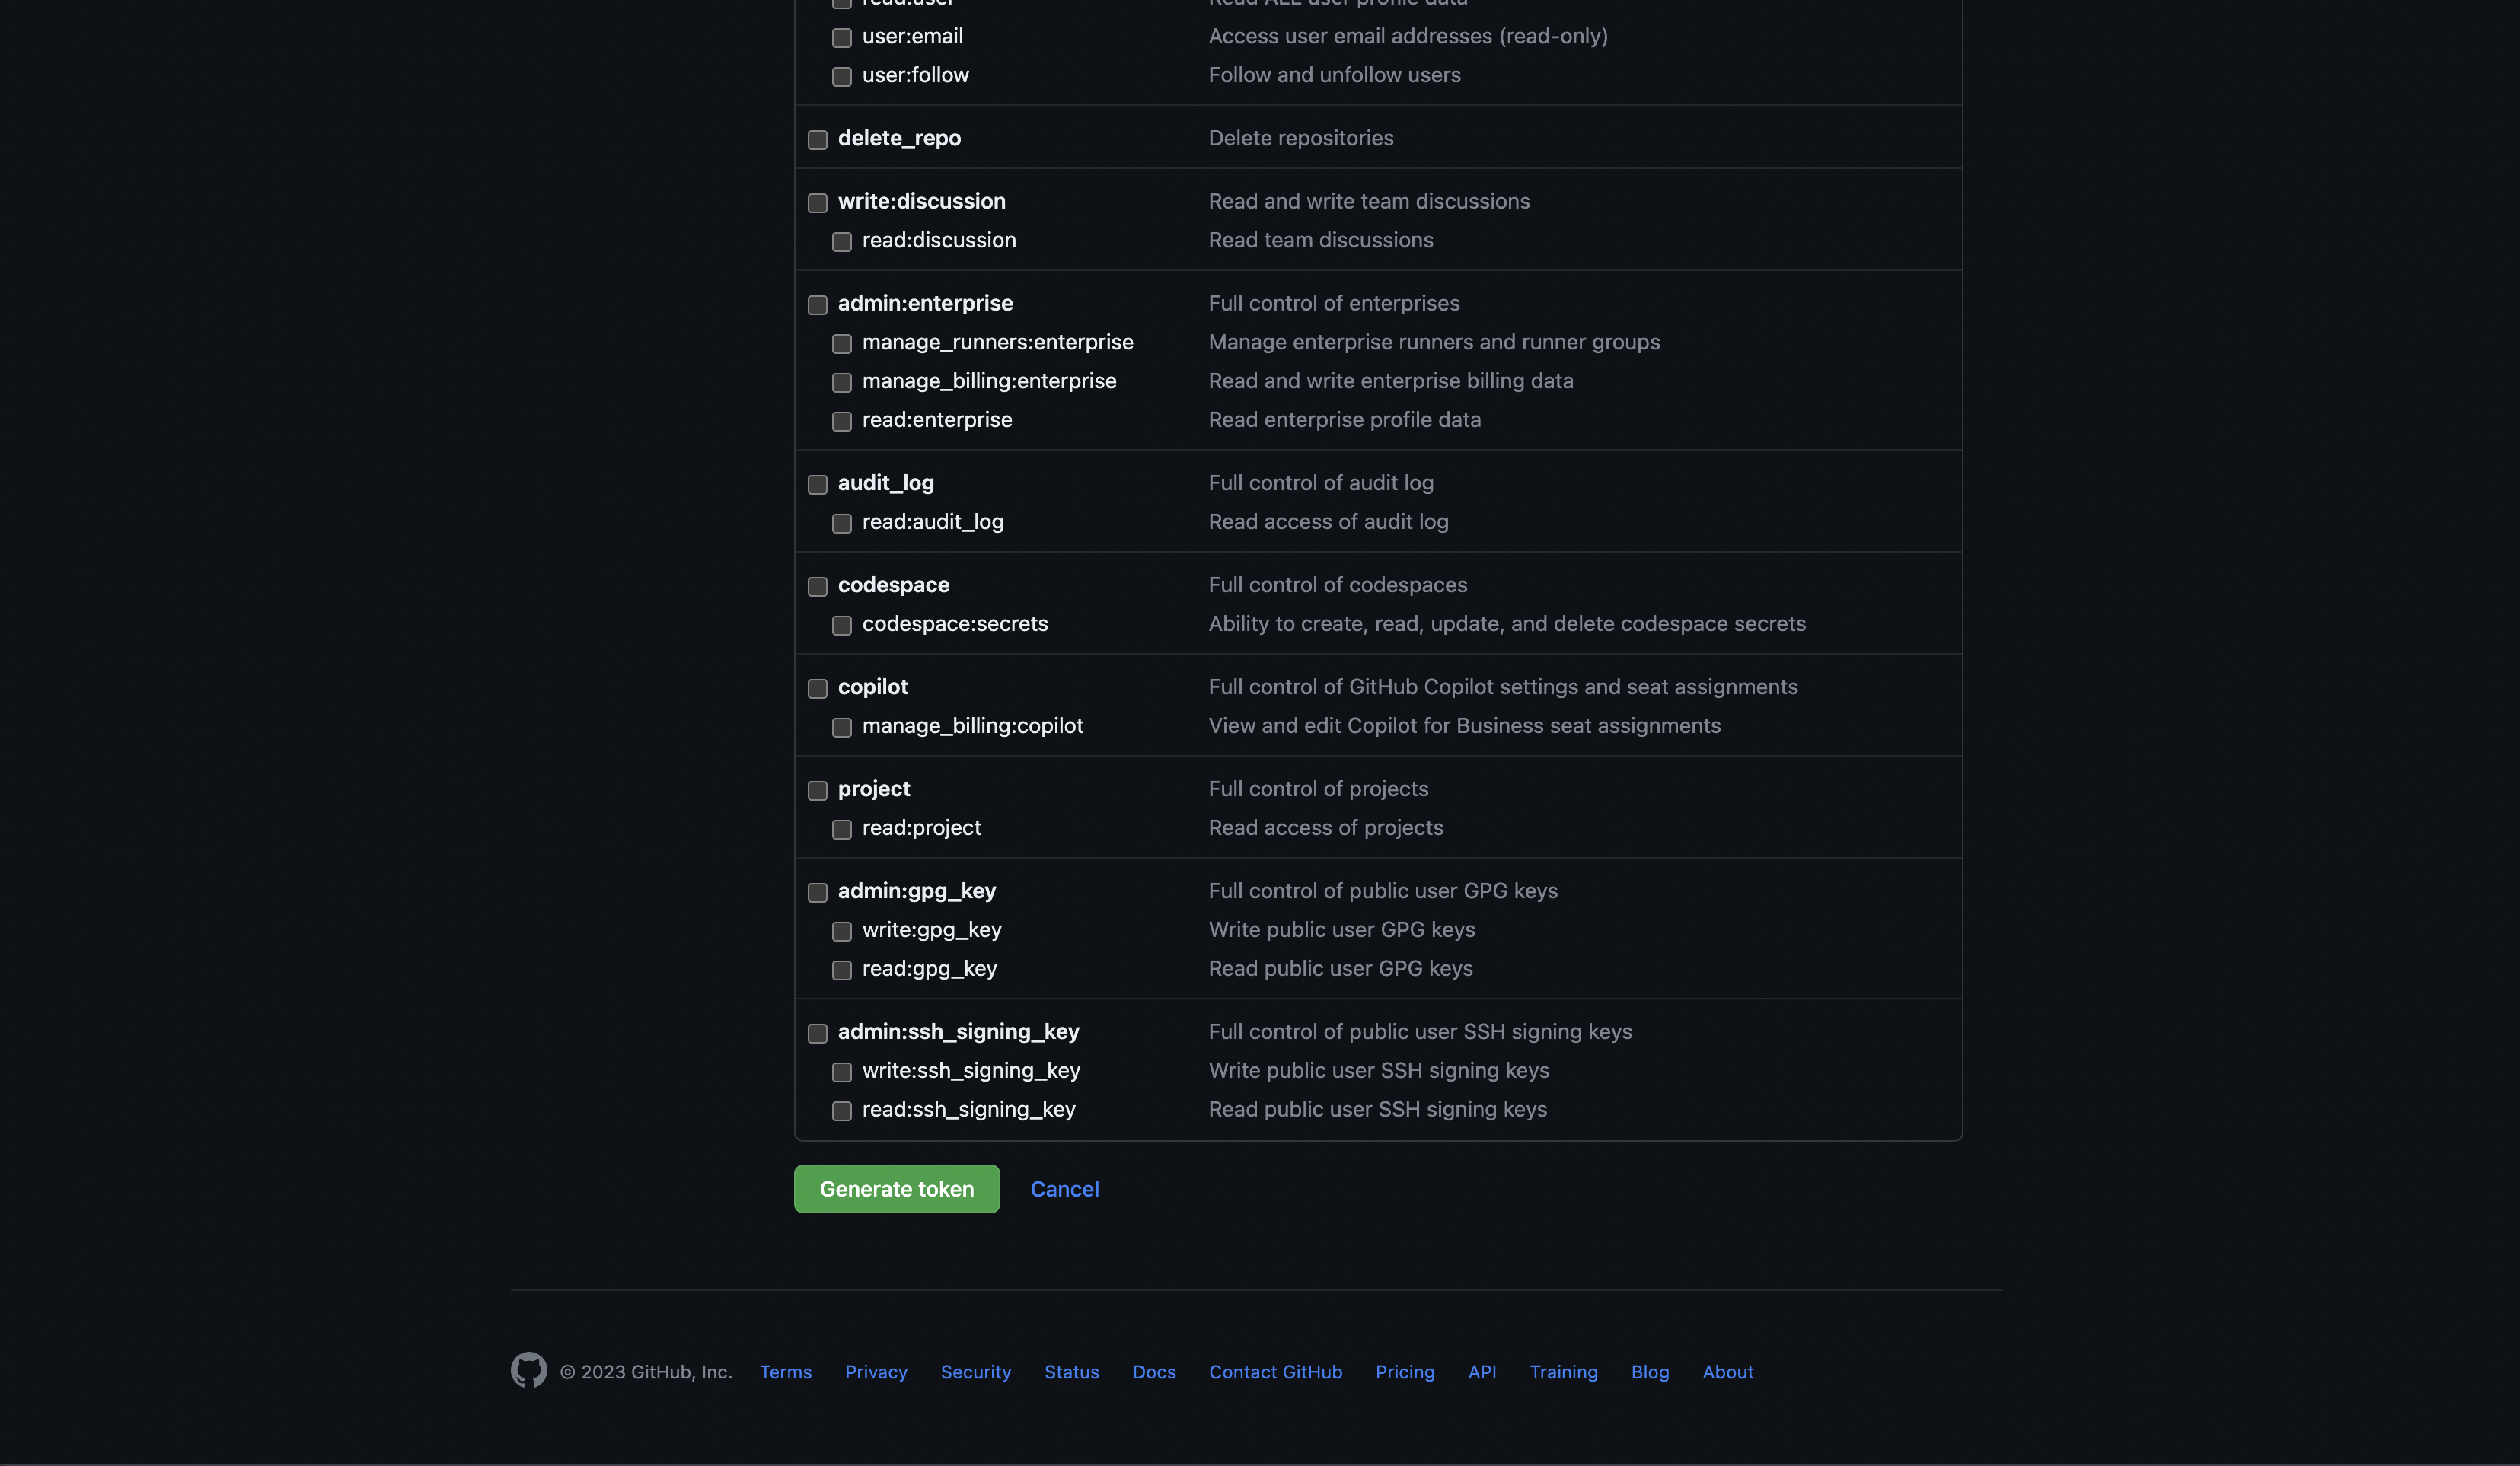 read:user Read ALL user profile data
user:email Access user email addresses (read-only)
user:follow Follow and unfollow users
delete_repo Delete repositories
write:discussion Read and write team discussions
read:discussion Read team discussions
admin:enterprise Full control of enterprises
manage_runners:enterprise Manage enterprise runners and runner groups
manage_billing:enterprise Read and write enterprise billing data
read:enterprise Read enterprise profile data
audit_log Full control of audit log
read:audit_log Read access of audit log
codespace Full control of codespaces
codespace:secrets Ability to create, read, update, and delete codespace secrets
copilot Full control of GitHub Copilot settings and seat assignments
manage_billing:copilot View and edit Copilot for Business seat assignments
project Full control of projects
read:project Read access of projects
admin:gpg_key Full control of public user GPG keys
write:gpg_key Write public user GPG keys
read:gpg_key Read public user GPG keys
admin:ssh_signing_key Full control of public user SSH signing keys
write:ssh_signing_key Write public user SSH signing keys
read:ssh_signing_key Read public user SSH signing keys
Generate token Cancel
© 2023 GitHub, Inc. Terms Privacy Security Status Docs Contact GitHub Pricing API Training Blog About